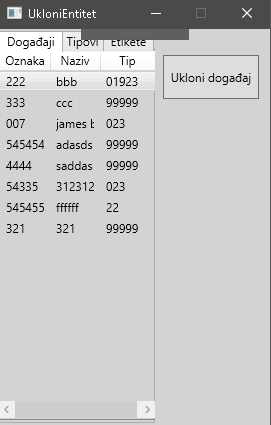 UkloniEntitet
Događaji Tipovi Etikete
Oznaka Naziv Tip
Ukloni događaj
222 bbb 01923
333 ccc 99999
007 james b 023
545454 adasds 99999
4444 saddas 99999
54335 312312 023
545455 ffffff 22
321 321 99999